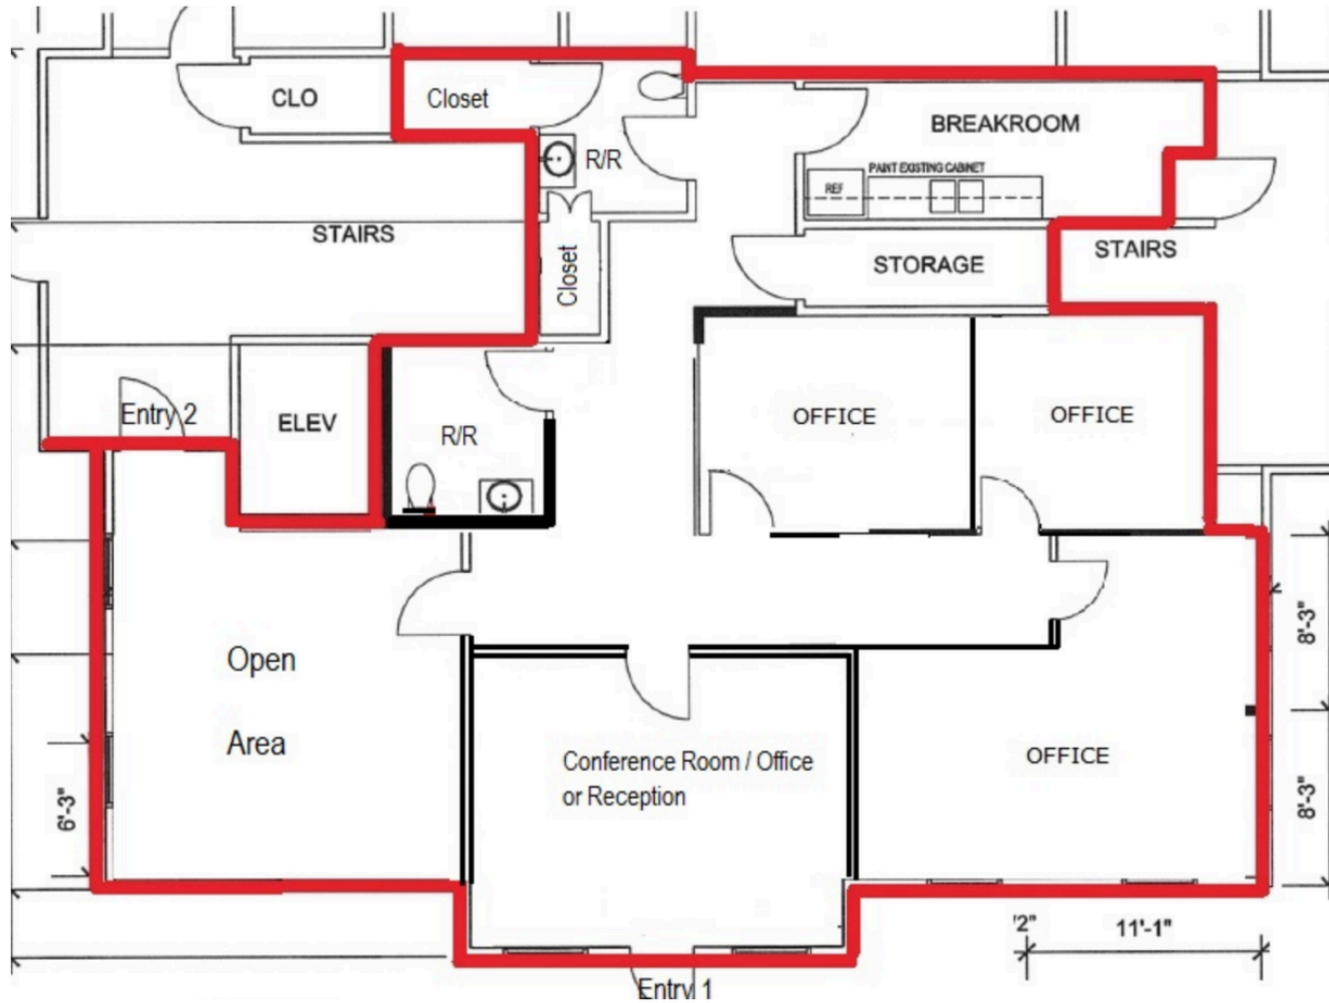 CLO
Closet
BREAKROOM
R/R
PAINT EXISTING CABINET
REF
STAIRS
Closet
STORAGE
STAIRS
Entry 2
ELEV
R/R
OFFICE
OFFICE
8'-3"
Open
Area
Conference Room / Office
or Reception
OFFICE
6'-3"
8'-3"
/2"
11'-1"
Entry 1